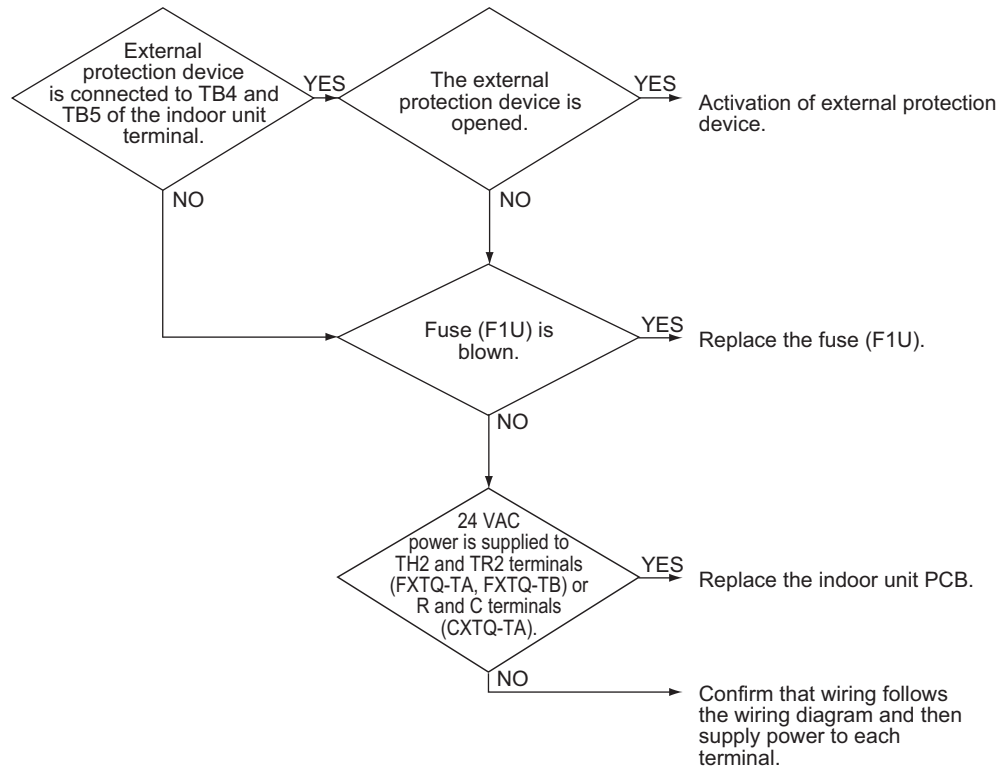 External
protection device
is connected to TB4 and
TB5 of the indoor unit
terminal.
YES
NO
The external
protection device is
opened.
YES
NO
Activation of external protection
device.
Fuse (F1U) is
blown.
YES
NO
Replace the fuse (F1U).
24 VAC
power is supplied to
TH2 and TR2 terminals
(FXTQ-TA, FXTQ-TB) or
R and C terminals
(CXTQ-TA).
YES
NO
Replace the indoor unit PCB.
Confirm that wiring follows
the wiring diagram and then
supply power to each
terminal.